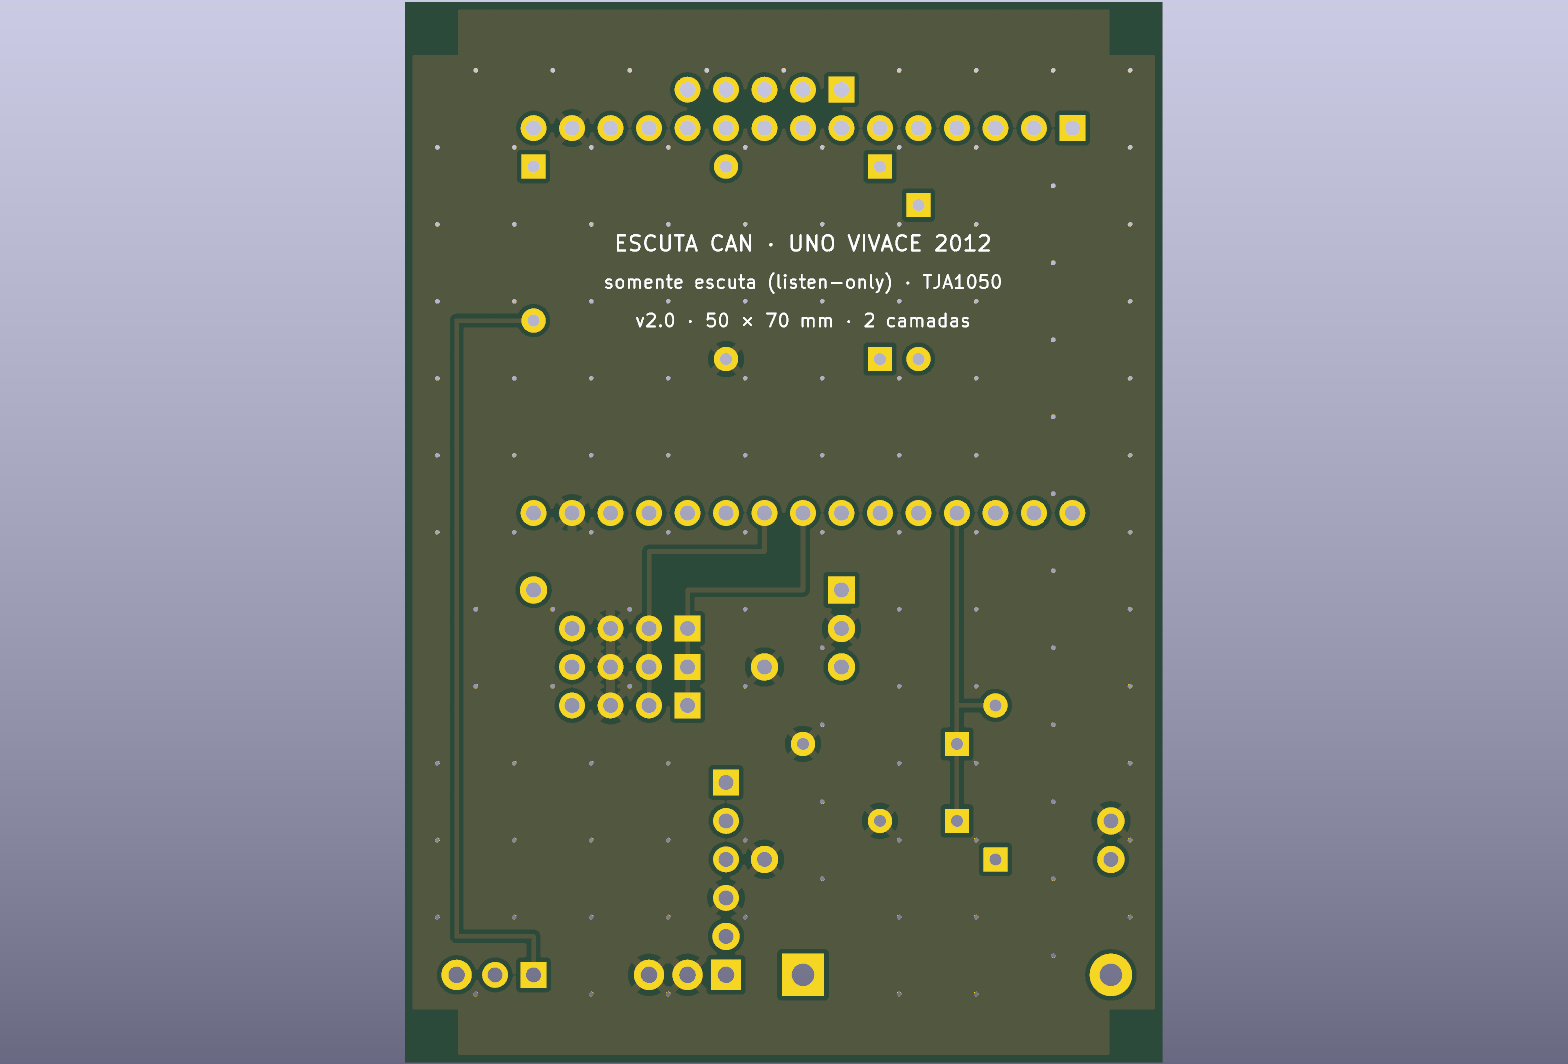 ESCUTA CAN · UNO VIVACE 2012
somente escuta (listen-only) · TJA1050
v2.0 · 50 × 70 mm · 2 camadas